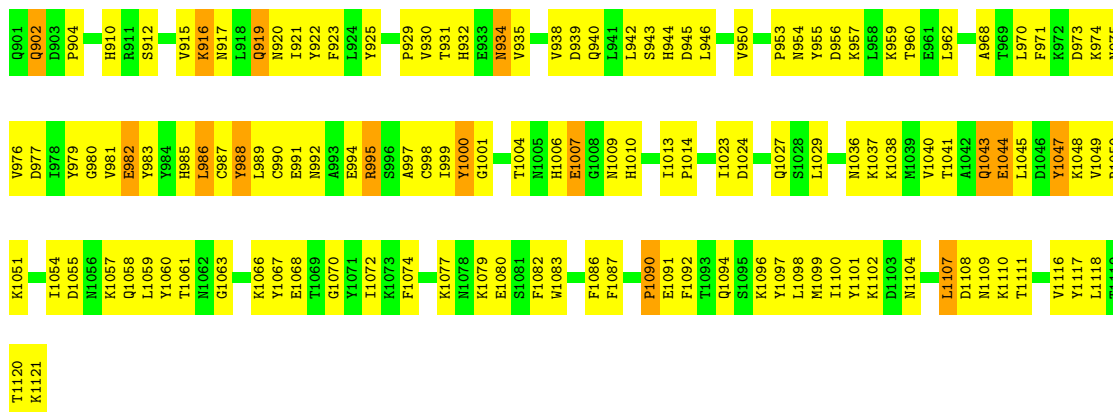 Q901 Q902 D903 P904 H910 R911 S912 V915 K916 N917 L918 Q919 N920 I921 Y922 F923 L924 Y925 P929 V930 T931 H932 E933 N934 V935 V938 D939 Q940 L941 L942 S943 H944 D945 L946 V950 P953 N954 Y955 D956 K957 L958 K959 T960 E961 L962 A968 T969 L970 F971 K972 D973 K974
V976 D977 I978 Y979 G980 V981 E982 Y983 Y984 H985 L986 C987 Y988 L989 C990 E991 N992 A993 E994 R995 S996 A997 C998 I999 Y1000 G1001 T1004 N1005 H1006 E1007 G1008 N1009 H1010 I1013 P1014 I1023 D1024 Q1027 S1028 L1029 N1036 K1037 K1038 M1039 V1040 T1041 A1042 Q1043 E1044 L1045 D1046 Y1047 K1048 V1049
K1051 I1054 D1055 N1056 K1057 Q1058 L1059 Y1060 T1061 N1062 G1063 K1066 Y1067 E1068 T1069 G1070 Y1071 I1072 K1073 F1074 K1077 N1078 K1079 E1080 S1081 F1082 W1083 F1086 F1087 P1090 E1091 F1092 T1093 Q1094 S1095 K1096 Y1097 L1098 M1099 I1100 Y1101 K1102 D1103 N1104 L1107 D1108 N1109 K1110 T1111 V1116 Y1117 L1118
T1120 K1121